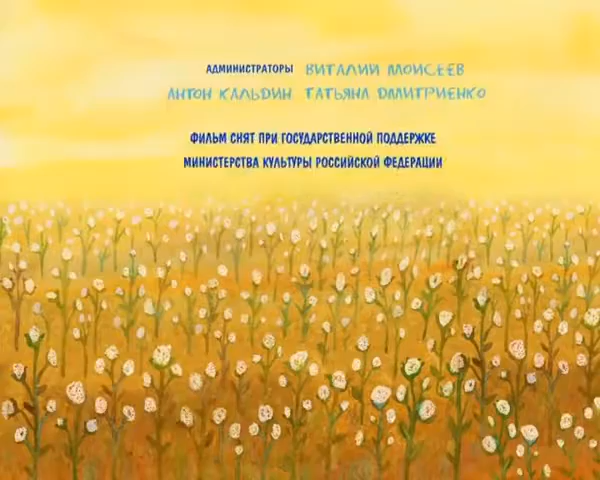 АДМИНИСТРАТОРЫ ВИТАЛИЙ МОИСЕЕВ
АНТОН КАЛЬДИН ТАТЬЯНА ДМИТРИЕНКО
ФИЛЬМ СНЯТ ПРИ ГОСУДАРСТВЕННОЙ ПОДДЕРЖКЕ
МИНИСТЕРСТВА КУЛЬТУРЫ РОССИЙСКОЙ ФЕДЕРАЦИИ